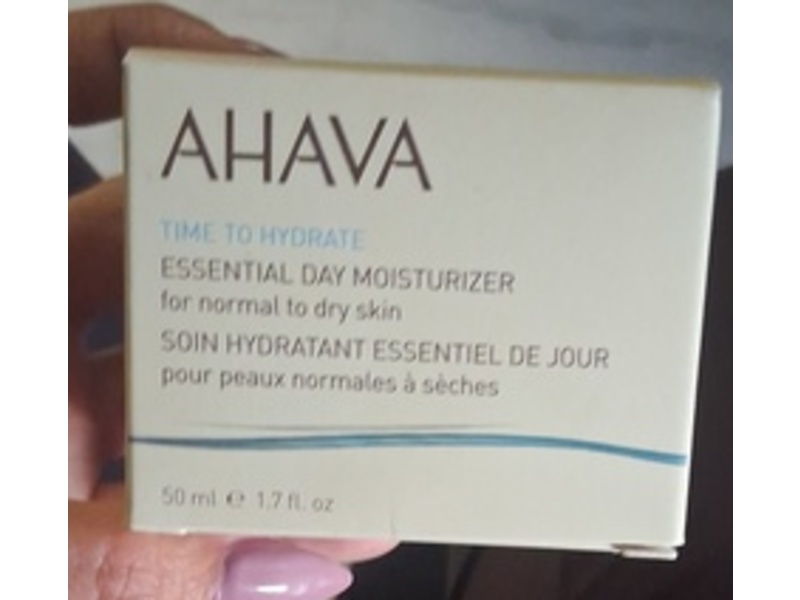 AHAVA
TIME TO HYDRATE
ESSENTIAL DAY MOISTURIZER
for normal to dry skin
SOIN HYDRATANT ESSENTIEL DE JOUR
pour peaux normales à sèches
50 ml ℮ 1.7 fl. oz